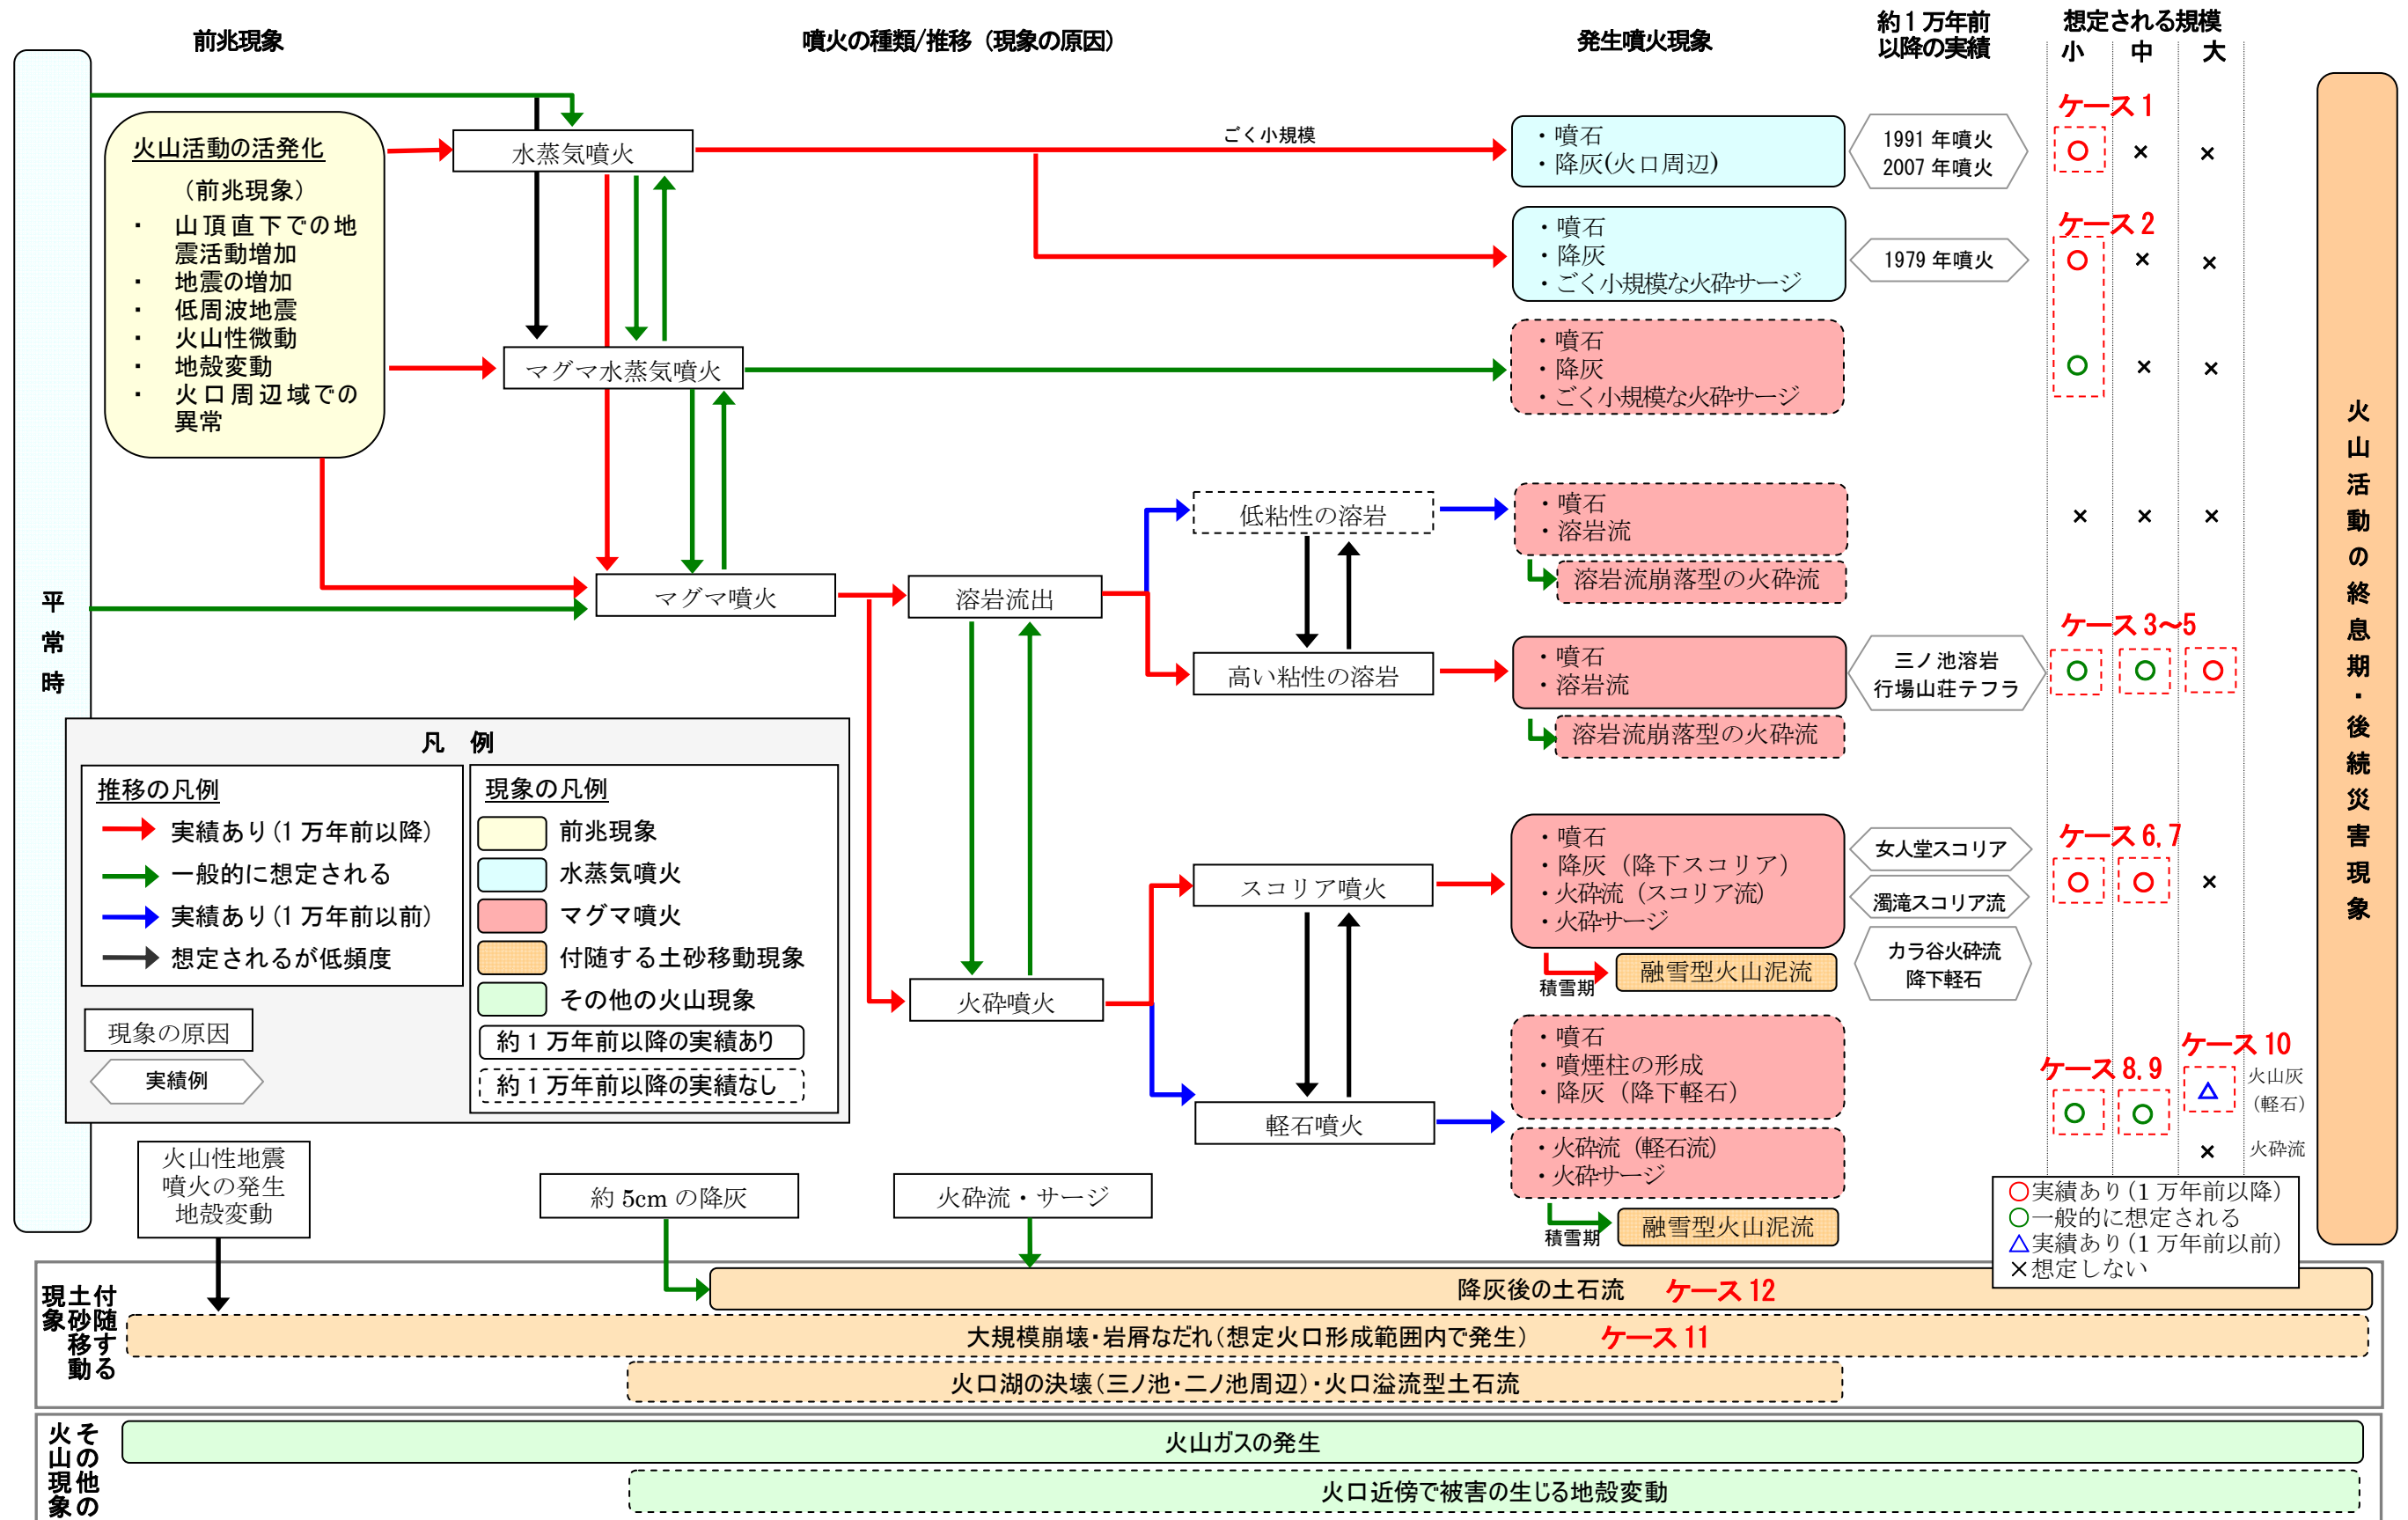 前兆現象
噴火の種類/推移（現象の原因）
発生噴火現象
約１万年前
以降の実績
想定される規模
小 中 大
平常時
火山活動の活発化
（前兆現象）
・ 山頂直下での地
震活動増加
・ 地震の増加
・ 低周波地震
・ 火山性微動
・ 地殻変動
・ 火口周辺域での
異常
水蒸気噴火
ごく小規模
・噴石
・降灰(火口周辺)
1991 年噴火
2007 年噴火
ケース 1
○ × ×
・噴石
・降灰
・ごく小規模な火砕サージ
1979 年噴火
ケース 2
○ × ×
マグマ水蒸気噴火
・噴石
・降灰
・ごく小規模な火砕サージ
○ × ×
低粘性の溶岩
・噴石
・溶岩流
× × ×
溶岩流崩落型の火砕流
マグマ噴火
溶岩流出
高い粘性の溶岩
・噴石
・溶岩流
三ノ池溶岩
行場山荘テフラ
ケース 3～5
○ ○ ○
溶岩流崩落型の火砕流
スコリア噴火
・噴石
・降灰（降下スコリア）
・火砕流（スコリア流)
・火砕サージ
女人堂スコリア
濁滝スコリア流
カラ谷火砕流
降下軽石
ケース 6,7
○ ○ ×
積雪期
融雪型火山泥流
火砕噴火
軽石噴火
・噴石
・噴煙柱の形成
・降灰（降下軽石）
ケース 8,9
○ ○
ケース 10
△
火山灰
（軽石）
・火砕流（軽石流)
・火砕サージ
× 火砕流
積雪期
融雪型火山泥流
火山活動の終息期・後続災害現象
凡 例
推移の凡例
実績あり(１万年前以降)
一般的に想定される
実績あり(１万年前以前)
想定されるが低頻度
現象の原因
実績例
現象の凡例
前兆現象
水蒸気噴火
マグマ噴火
付随する土砂移動現象
その他の火山現象
約１万年前以降の実績あり
約１万年前以降の実績なし
火山性地震
噴火の発生
地殻変動
約 5cm の降灰
火砕流・サージ
○実績あり(１万年前以降)
○一般的に想定される
△実績あり(１万年前以前)
×想定しない
付随する
土砂移動
現象
降灰後の土石流 ケース 12
大規模崩壊・岩屑なだれ（想定火口形成範囲内で発生） ケース 11
火口湖の決壊（三ノ池・二ノ池周辺）・火口溢流型土石流
その他の
火山現象
火山ガスの発生
火口近傍で被害の生じる地殻変動